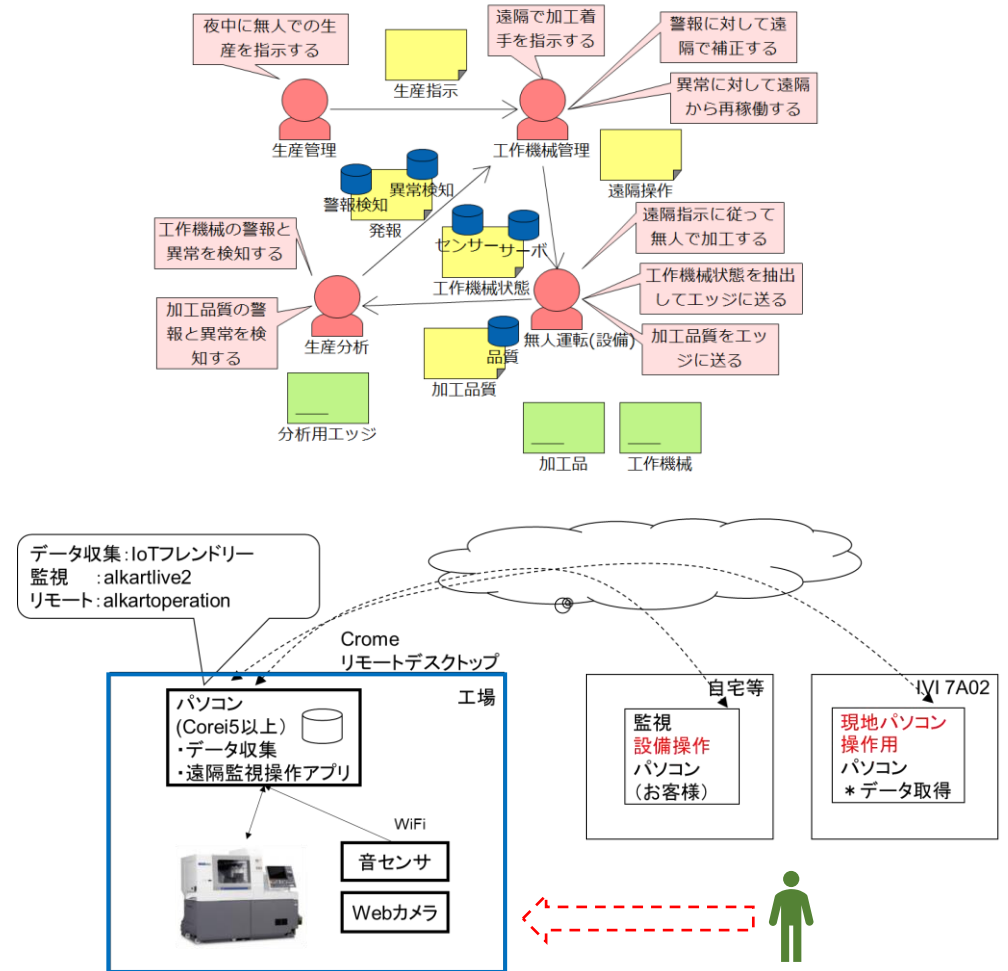 夜中に無人での生
産を指示する
遠隔で加工着
手を指示する
警報に対して遠
隔で補正する
異常に対して遠隔
から再稼働する
生産指示
生産管理
工作機械管理
遠隔操作
警報検知
異常検知
発報
工作機械の警報と
異常を検知する
センサー
サーボ
工作機械状態
遠隔指示に従って
無人で加工する
工作機械状態を抽出
してエッジに送る
加工品質の警
報と異常を検
知する
生産分析
無人運転(設備)
加工品質をエッ
ジに送る
品質
加工品質
分析用エッジ
加工品
工作機械
データ収集:IoTフレンドリー
監視 :alkartlive2
リモート:alkartoperation
Crome
リモートデスクトップ
工場
パソコン
(Corei5以上)
・データ収集
・遠隔監視操作アプリ
WiFi
音センサ
Webカメラ
自宅等
監視
設備操作
パソコン
(お客様)
IVI 7A02
現地パソコン
操作用
パソコン
*データ取得